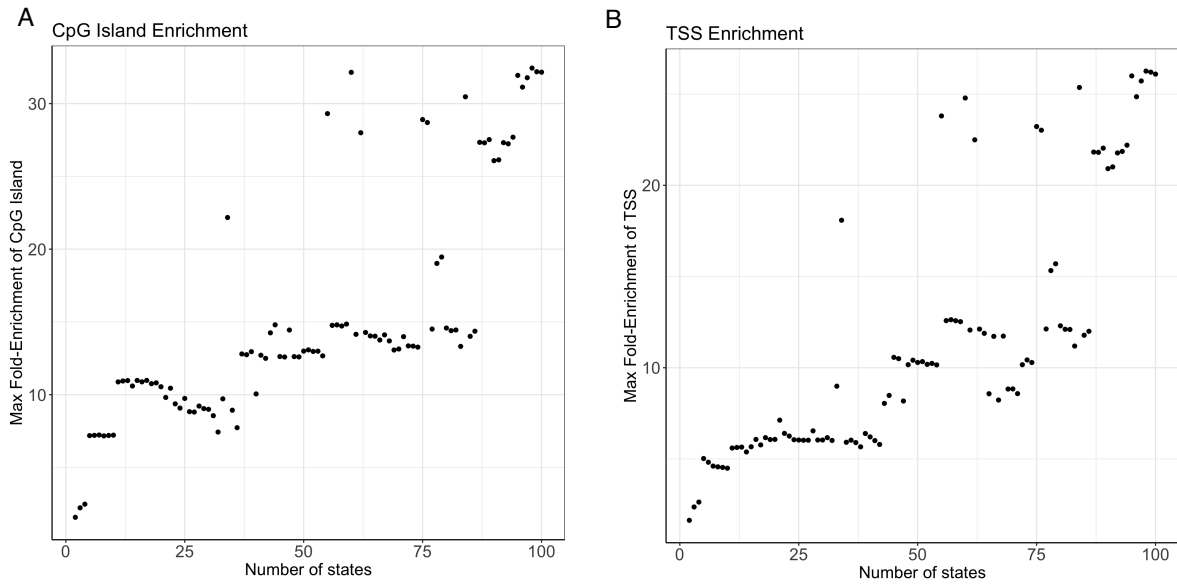 A
CpG Island Enrichment
Max Fold-Enrichment of CpG Island
30
20
10
0
25
50
75
100
Number of states
B
TSS Enrichment
Max Fold-Enrichment of TSS
20
10
0
25
50
75
100
Number of states